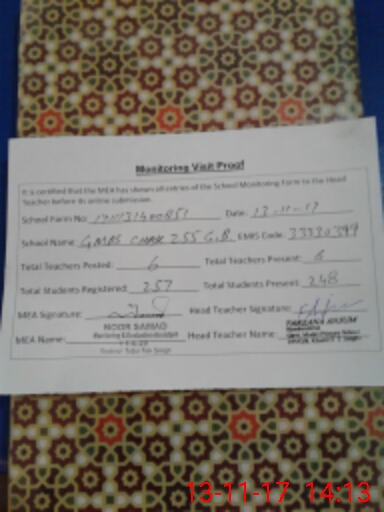 Monitoring Visit Proof
It is certified that the MEA has shown all entries of the School Monitoring Form to the Head
Teacher before its online submission.
School Form No: Date: 13-11-17
School Name: GMPS CHAK 255 G.B. EMIS Code: 33330399
Total Teachers Posted: 6 Total Teachers Present: 6
Total Students Registered: 257 Total Students Present: 248
MEA Signature: Head Teacher Signature:
MEA Name: Head Teacher Name:
13-11-17 14:13